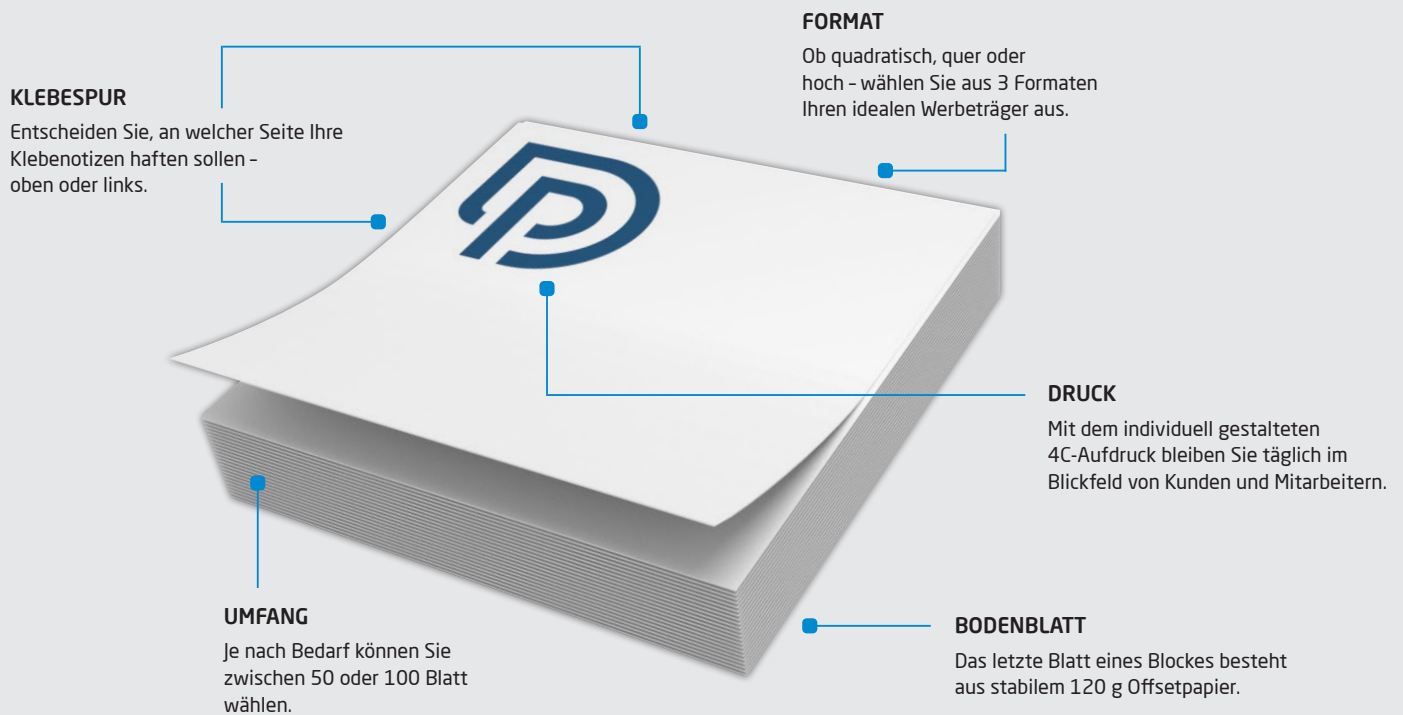 KLEBESPUR
Entscheiden Sie, an welcher Seite Ihre
Klebenotizen haften sollen –
oben oder links.
FORMAT
Ob quadratisch, quer oder
hoch – wählen Sie aus 3 Formaten
Ihren idealen Werbeträger aus.
DRUCK
Mit dem individuell gestalteten
4C-Aufdruck bleiben Sie täglich im
Blickfeld von Kunden und Mitarbeitern.
UMFANG
Je nach Bedarf können Sie
zwischen 50 oder 100 Blatt
wählen.
BODENBLATT
Das letzte Blatt eines Blockes besteht
aus stabilem 120 g Offsetpapier.